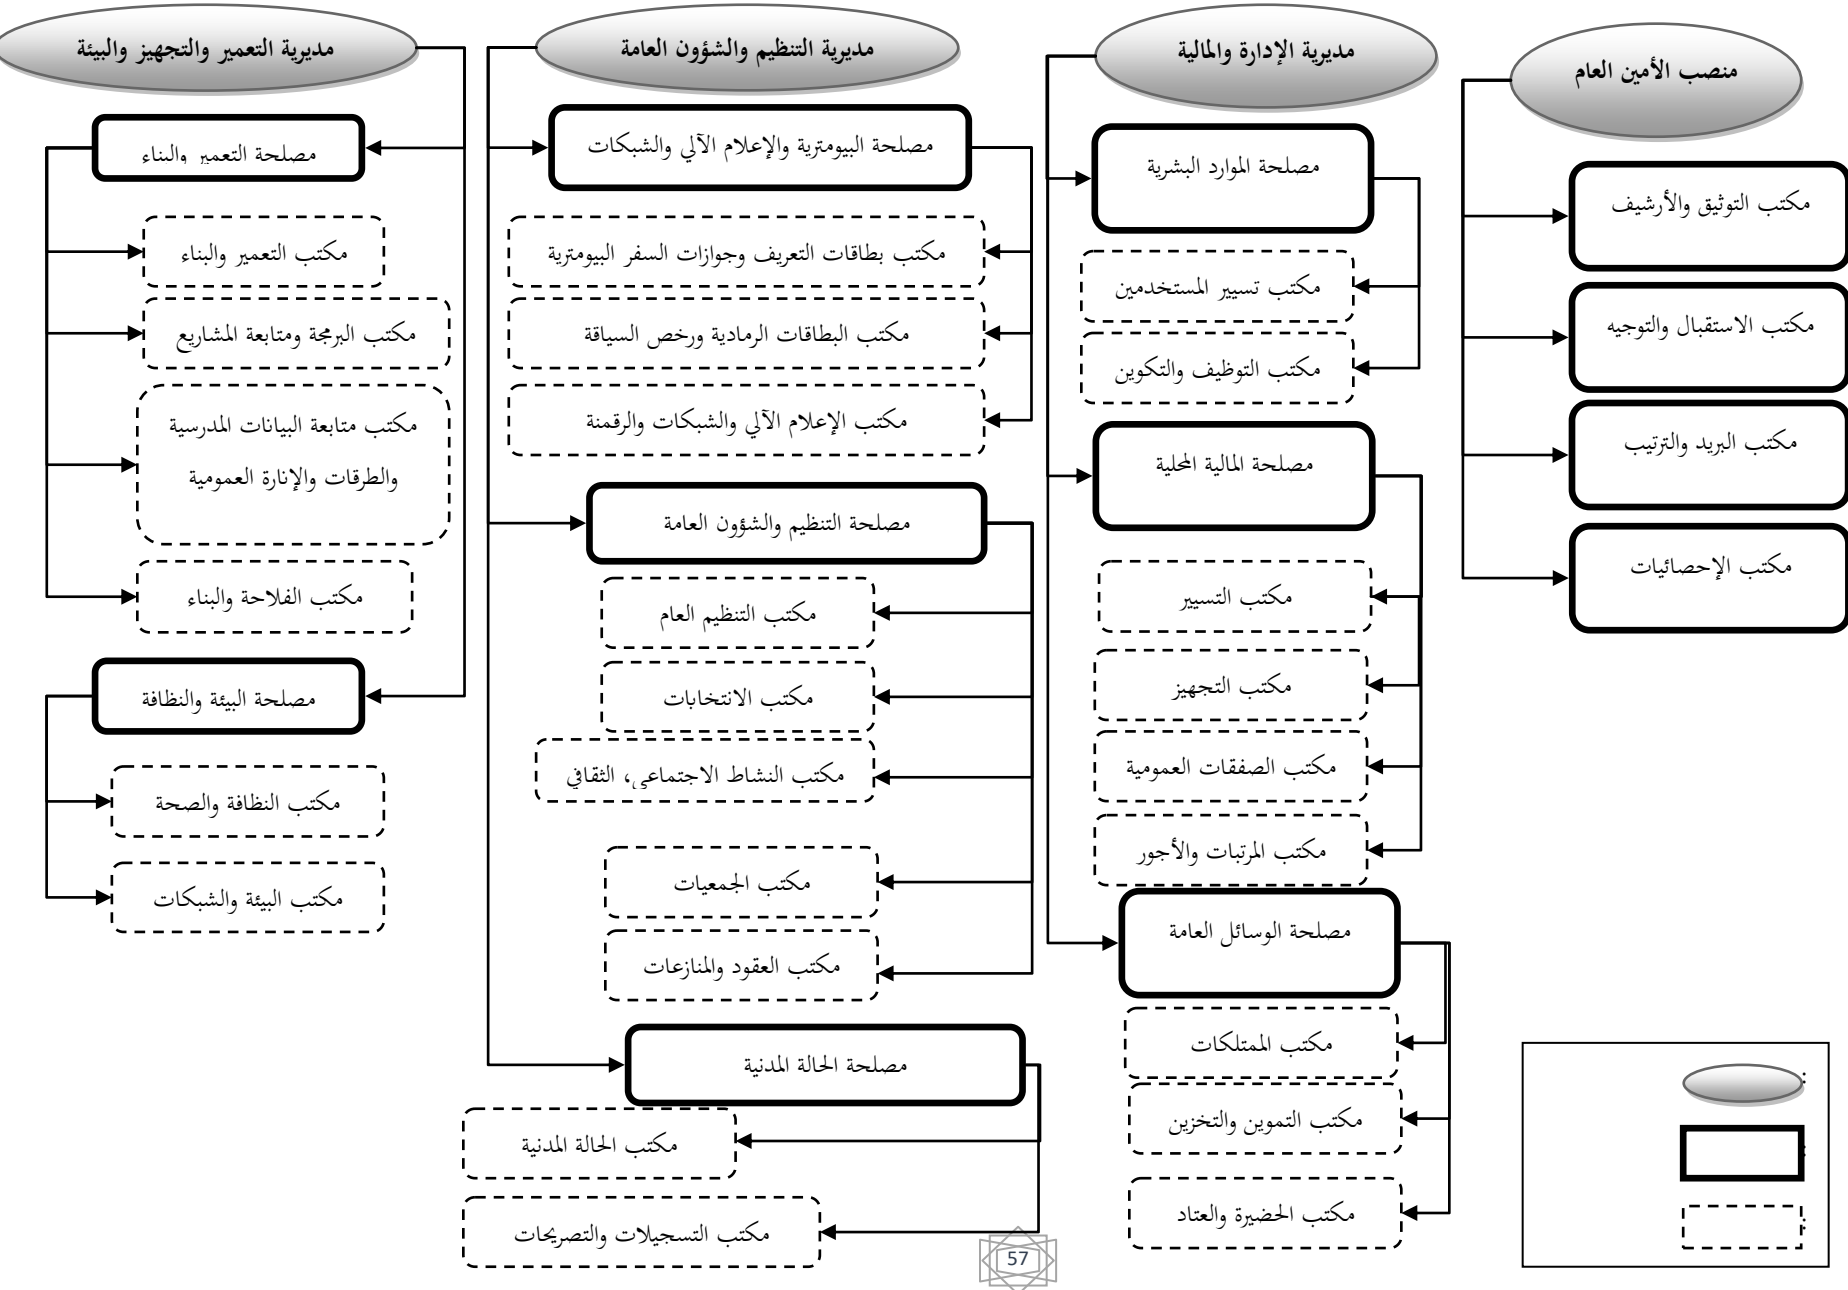 منصب الأمين العام
مكتب التوثيق والأرشيف
مكتب الاستقبال والتوجيه
مكتب البريد والترتيب
مكتب الإحصائيات
مديرية الإدارة والمالية
مصلحة الموارد البشرية
مكتب تسيير المستخدمين
مكتب التوظيف والتكوين
مصلحة المالية المحلية
مكتب التسيير
مكتب التجهيز
مكتب الصفقات العمومية
مكتب المرتبات والأجور
مصلحة الوسائل العامة
مكتب الممتلكات
مكتب التموين والتخزين
مكتب الحضيرة والعتاد
مديرية التنظيم والشؤون العامة
مصلحة البيومترية والإعلام الآلي والشبكات
مكتب بطاقات التعريف وجوازات السفر البيومترية
مكتب البطاقات الرمادية ورخص السياقة
مكتب الإعلام الآلي والشبكات والرقمنة
مصلحة التنظيم والشؤون العامة
مكتب التنظيم العام
مكتب الانتخابات
مكتب النشاط الاجتماعي، الثقافي
مكتب الجمعيات
مكتب العقود والمنازعات
مصلحة الحالة المدنية
مكتب الحالة المدنية
مكتب التسجيلات والتصريحات
مديرية التعمير والتجهيز والبيئة
مصلحة التعمير والبناء
مكتب التعمير والبناء
مكتب البرمجة ومتابعة المشاريع
مكتب متابعة البيانات المدرسية
والطرقات والإنارة العمومية
مكتب الفلاحة والبناء
مصلحة البيئة والنظافة
مكتب النظافة والصحة
مكتب البيئة والشبكات
:
:
:
57